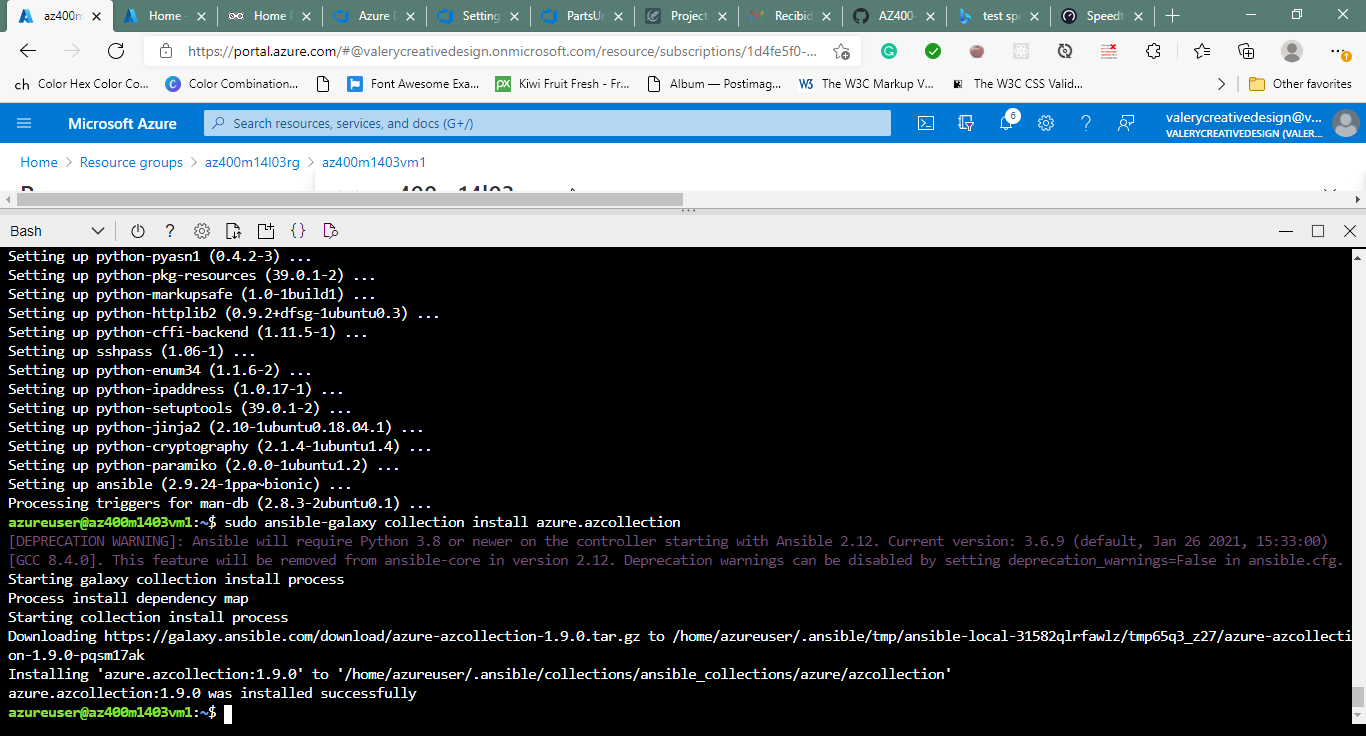 az400m
Home -
Home
Azure
Setting
PartsUr
Project
Recibid
AZ400-
test sp
Speedt
https://portal.azure.com/#@valerycreativedesign.onmicrosoft.com/resource/subscriptions/1d4fe5f0-...
ch Color Hex Color Co...
C Color Combination...
Font Awesome Exa...
px Kiwi Fruit Fresh - Fr...
Album — Postimag...
W3 The W3C Markup V...
The W3C CSS Valid...
Other favorites
Microsoft Azure
Search resources, services, and docs (G+/)
6
valerycreativedesign@v...
VALERYCREATIVEDESIGN (VALER...
Home > Resource groups > az400m14l03rg > az400m1403vm1
Bash
Setting up python-pyasn1 (0.4.2-3) ...
Setting up python-pkg-resources (39.0.1-2) ...
Setting up python-markupsafe (1.0-1build1) ...
Setting up python-httplib2 (0.9.2+dfsg-1ubuntu0.3) ...
Setting up python-cffi-backend (1.11.5-1) ...
Setting up sshpass (1.06-1) ...
Setting up python-enum34 (1.1.6-2) ...
Setting up python-ipaddress (1.0.17-1) ...
Setting up python-setuptools (39.0.1-2) ...
Setting up python-jinja2 (2.10-1ubuntu0.18.04.1) ...
Setting up python-cryptography (2.1.4-1ubuntu1.4) ...
Setting up python-paramiko (2.0.0-1ubuntu1.2) ...
Setting up ansible (2.9.24-1ppa~bionic) ...
Processing triggers for man-db (2.8.3-2ubuntu0.1) ...
azureuser@az400m1403vm1:~$ sudo ansible-galaxy collection install azure.azcollection
[DEPRECATION WARNING]: Ansible will require Python 3.8 or newer on the controller starting with Ansible 2.12. Current version: 3.6.9 (default, Jan 26 2021, 15:33:00)
[GCC 8.4.0]. This feature will be removed from ansible-core in version 2.12. Deprecation warnings can be disabled by setting deprecation_warnings=False in ansible.cfg.
Starting galaxy collection install process
Process install dependency map
Starting collection install process
Downloading https://galaxy.ansible.com/download/azure-azcollection-1.9.0.tar.gz to /home/azureuser/.ansible/tmp/ansible-local-31582qlrfawlz/tmp65q3_z27/azure-azcollecti
on-1.9.0-pqsm17ak
Installing 'azure.azcollection:1.9.0' to '/home/azureuser/.ansible/collections/ansible_collections/azure/azcollection'
azure.azcollection:1.9.0 was installed successfully
azureuser@az400m1403vm1:~$